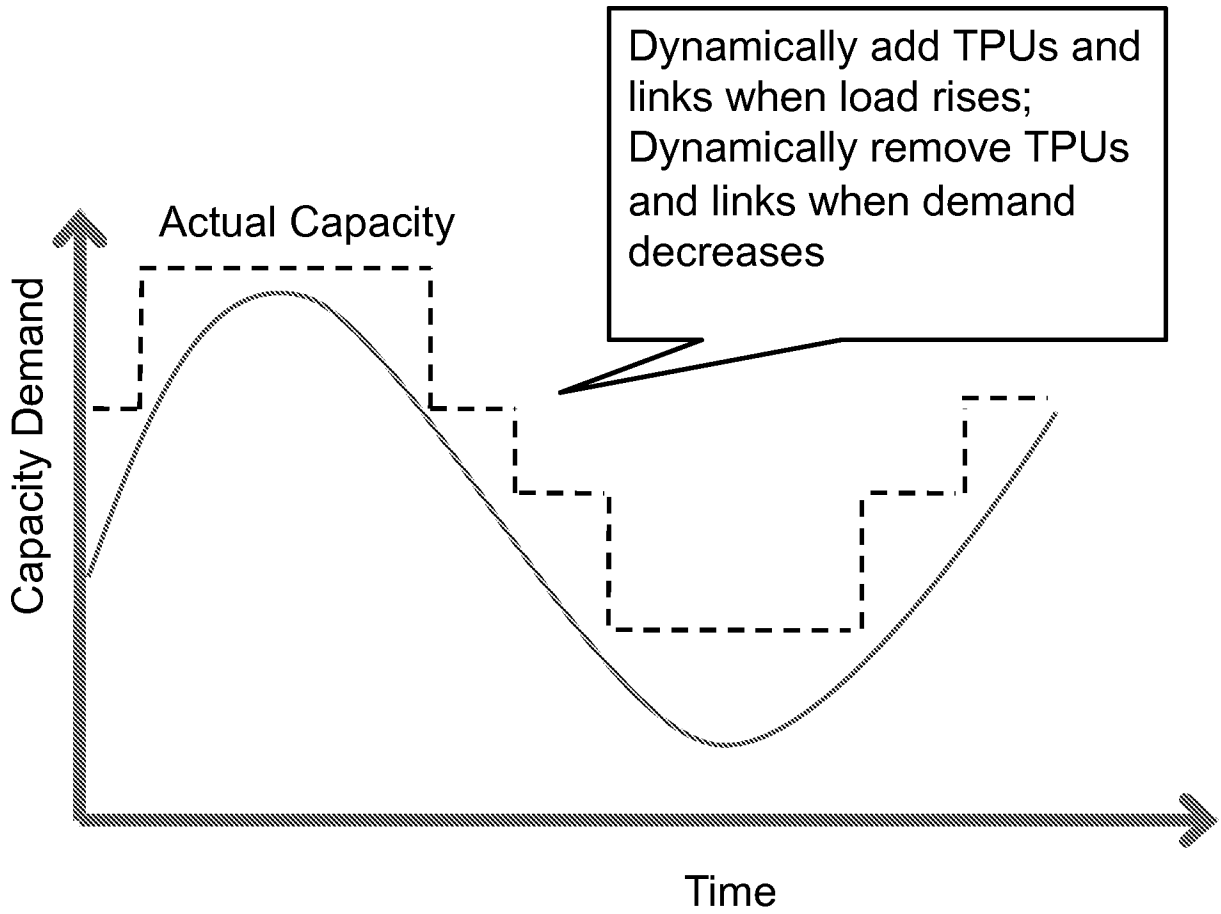 Dynamically add TPUs and
links when load rises;
Dynamically remove TPUs
and links when demand
decreases
Actual Capacity
Capacity Demand
Time